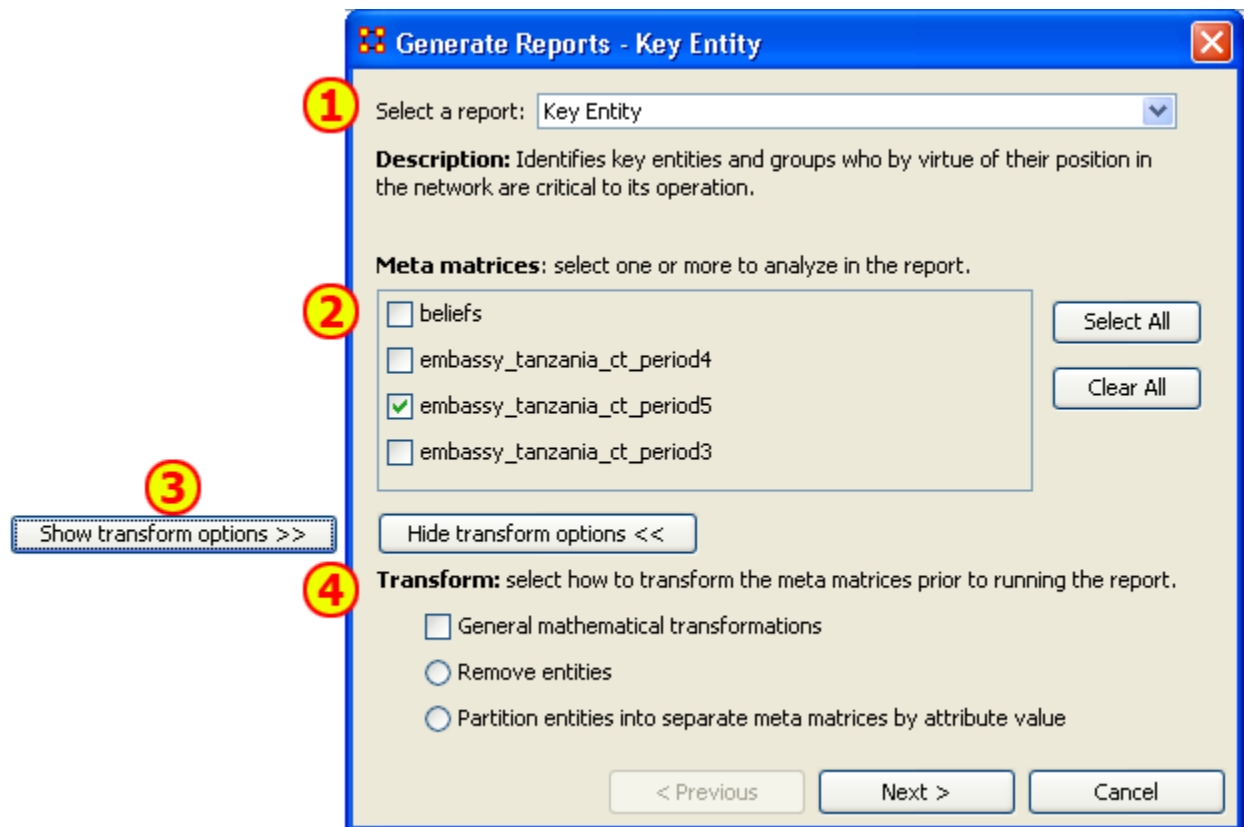 Generate Reports - Key Entity
1
Select a report: Key Entity
Description: Identifies key entities and groups who by virtue of their position in
the network are critical to its operation.
Meta matrices: select one or more to analyze in the report.
2
beliefs
Select All
embassy_tanzania_ct_period4
Clear All
embassy_tanzania_ct_period5
embassy_tanzania_ct_period3
3
Show transform options >>
Hide transform options <<
4
Transform: select how to transform the meta matrices prior to running the report.
General mathematical transformations
Remove entities
Partition entities into separate meta matrices by attribute value
< Previous
Next >
Cancel